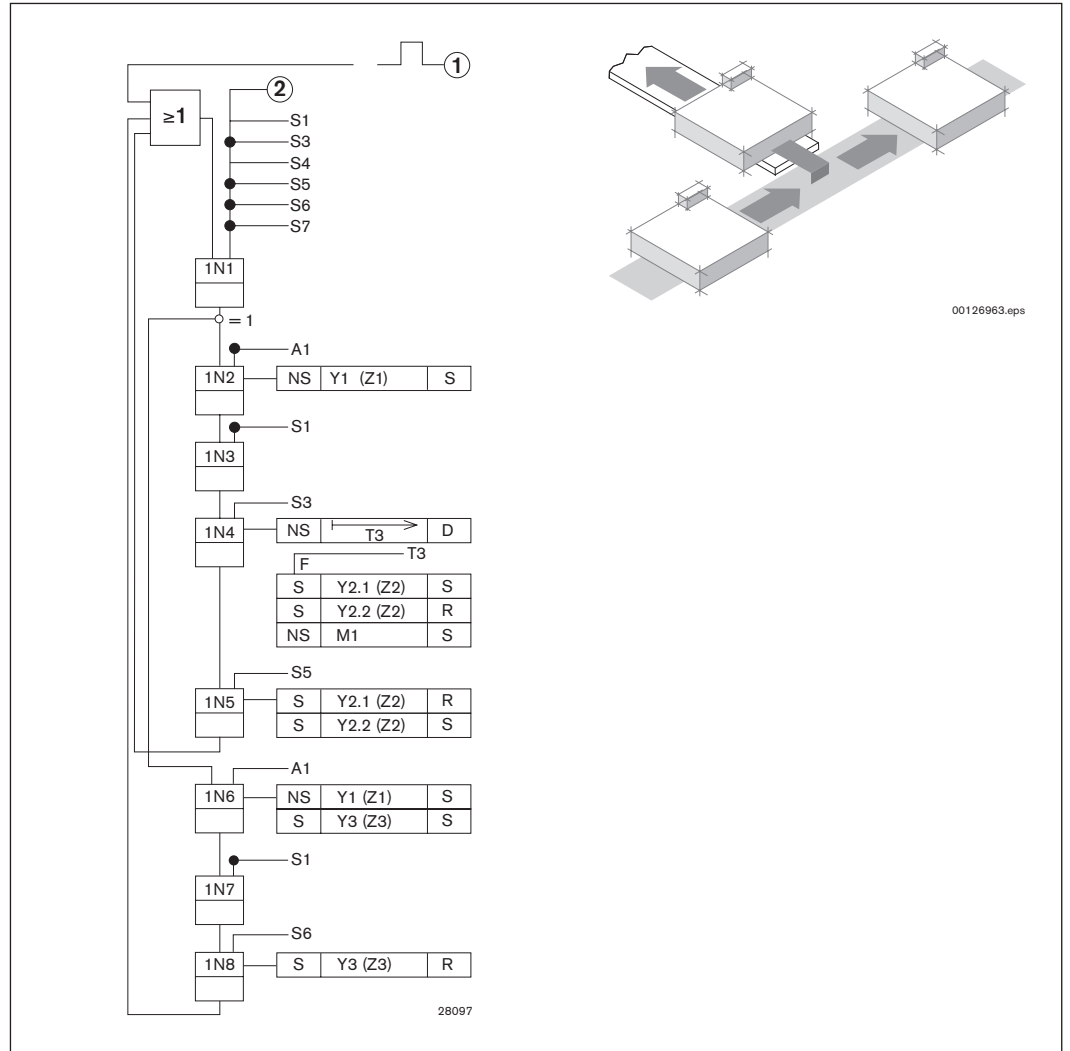 1
2
≥1
S1
S3
S4
S5
S6
S7
1N1
= 1
A1
1N2 NS Y1 (Z1) S
S1
1N3
S3
1N4 NS T3 D
T3
F
S Y2.1 (Z2) S
S Y2.2 (Z2) R
NS M1 S
S5
1N5 S Y2.1 (Z2) R
S Y2.2 (Z2) S
A1
1N6 NS Y1 (Z1) S
S Y3 (Z3) S
S1
1N7
S6
1N8 S Y3 (Z3) R
28097
00126963.eps